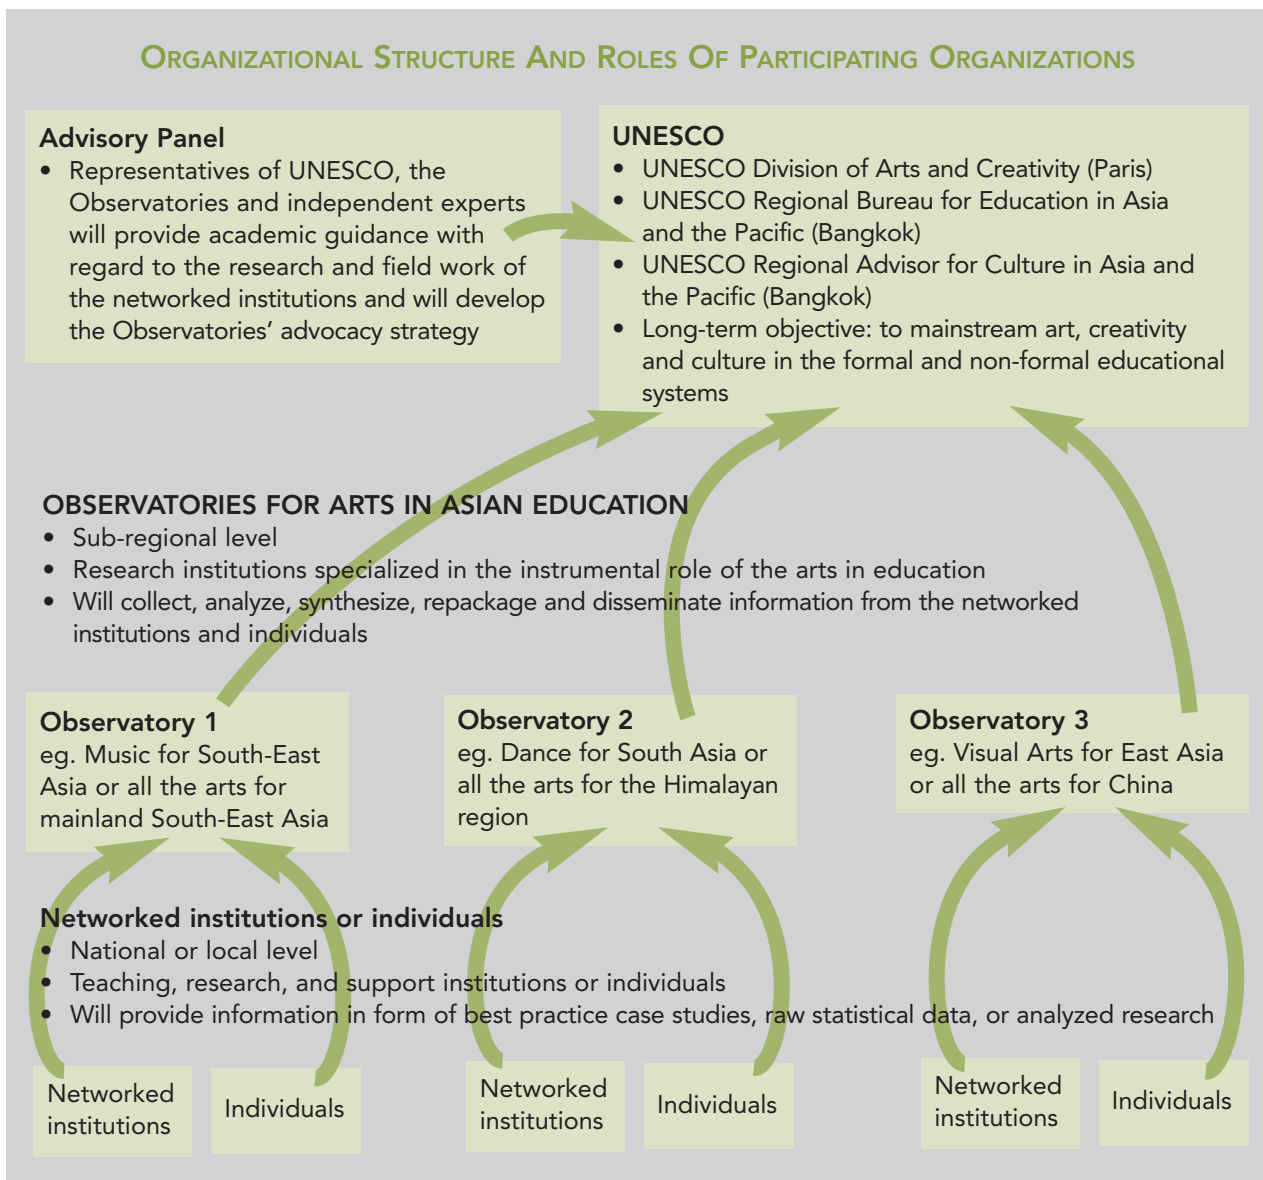 ORGANIZATIONAL STRUCTURE AND ROLES OF PARTICIPATING ORGANIZATIONS
Advisory Panel
• Representatives of UNESCO, the
Observatories and independent experts
will provide academic guidance with
regard to the research and field work of
the networked institutions and will develop
the Observatories’ advocacy strategy
UNESCO
• UNESCO Division of Arts and Creativity (Paris)
• UNESCO Regional Bureau for Education in Asia
and the Pacific (Bangkok)
• UNESCO Regional Advisor for Culture in Asia and
the Pacific (Bangkok)
• Long-term objective: to mainstream art, creativity
and culture in the formal and non-formal educational
systems
OBSERVATORIES FOR ARTS IN ASIAN EDUCATION
• Sub-regional level
• Research institutions specialized in the instrumental role of the arts in education
• Will collect, analyze, synthesize, repackage and disseminate information from the networked
institutions and individuals
Observatory 1
eg. Music for South-East
Asia or all the arts for
mainland South-East Asia
Observatory 2
eg. Dance for South Asia or
all the arts for the Himalayan
region
Observatory 3
eg. Visual Arts for East Asia
or all the arts for China
Networked institutions or individuals
• National or local level
• Teaching, research, and support institutions or individuals
• Will provide information in form of best practice case studies, raw statistical data, or analyzed research
Networked
institutions
Individuals
Networked
institutions
Individuals
Networked
institutions
Individuals